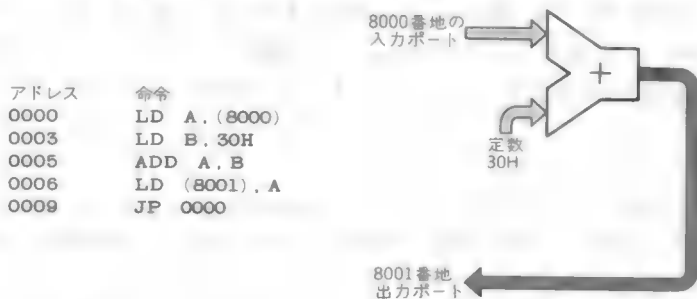 アドレス 命令
0000 LD A, (8000)
0003 LD B, 30H
0005 ADD A, B
0006 LD (8001), A
0009 JP 0000
8000番地の
入力ポート
+
定数
30H
8001番地
出力ポート